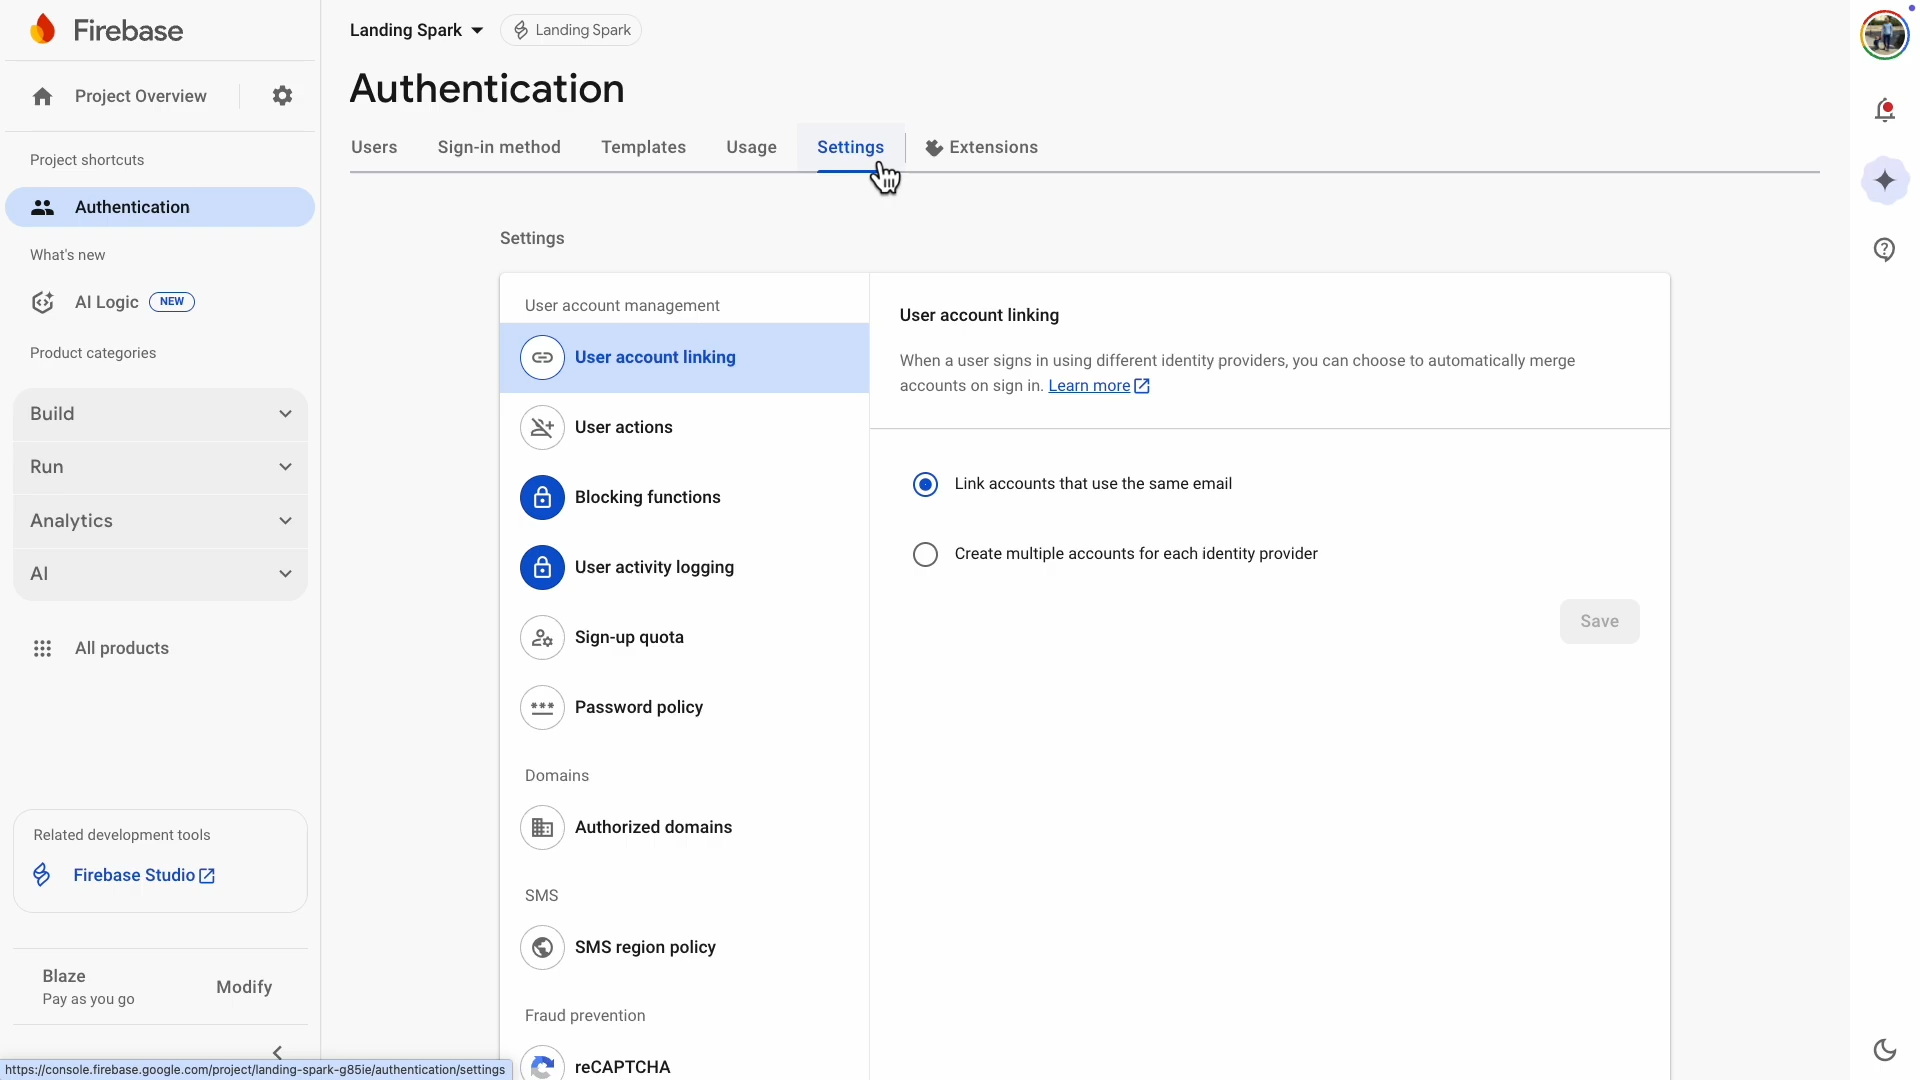 Firebase
Project Overview
Project shortcuts
Authentication
What's new
AI Logic NEW
Product categories
Build
Run
Analytics
AI
All products
Related development tools
Firebase Studio
Blaze
Pay as you go
Modify
https://console.firebase.google.com/project/landing-spark-g85ie/authentication/settings
Landing Spark
Landing Spark
Authentication
Users Sign-in method Templates Usage Settings Extensions
Settings
User account management
User account linking
User actions
Blocking functions
User activity logging
Sign-up quota
Password policy
Domains
Authorized domains
SMS
SMS region policy
Fraud prevention
reCAPTCHA
User account linking
When a user signs in using different identity providers, you can choose to automatically merge
accounts on sign in. Learn more
Link accounts that use the same email
Create multiple accounts for each identity provider
Save